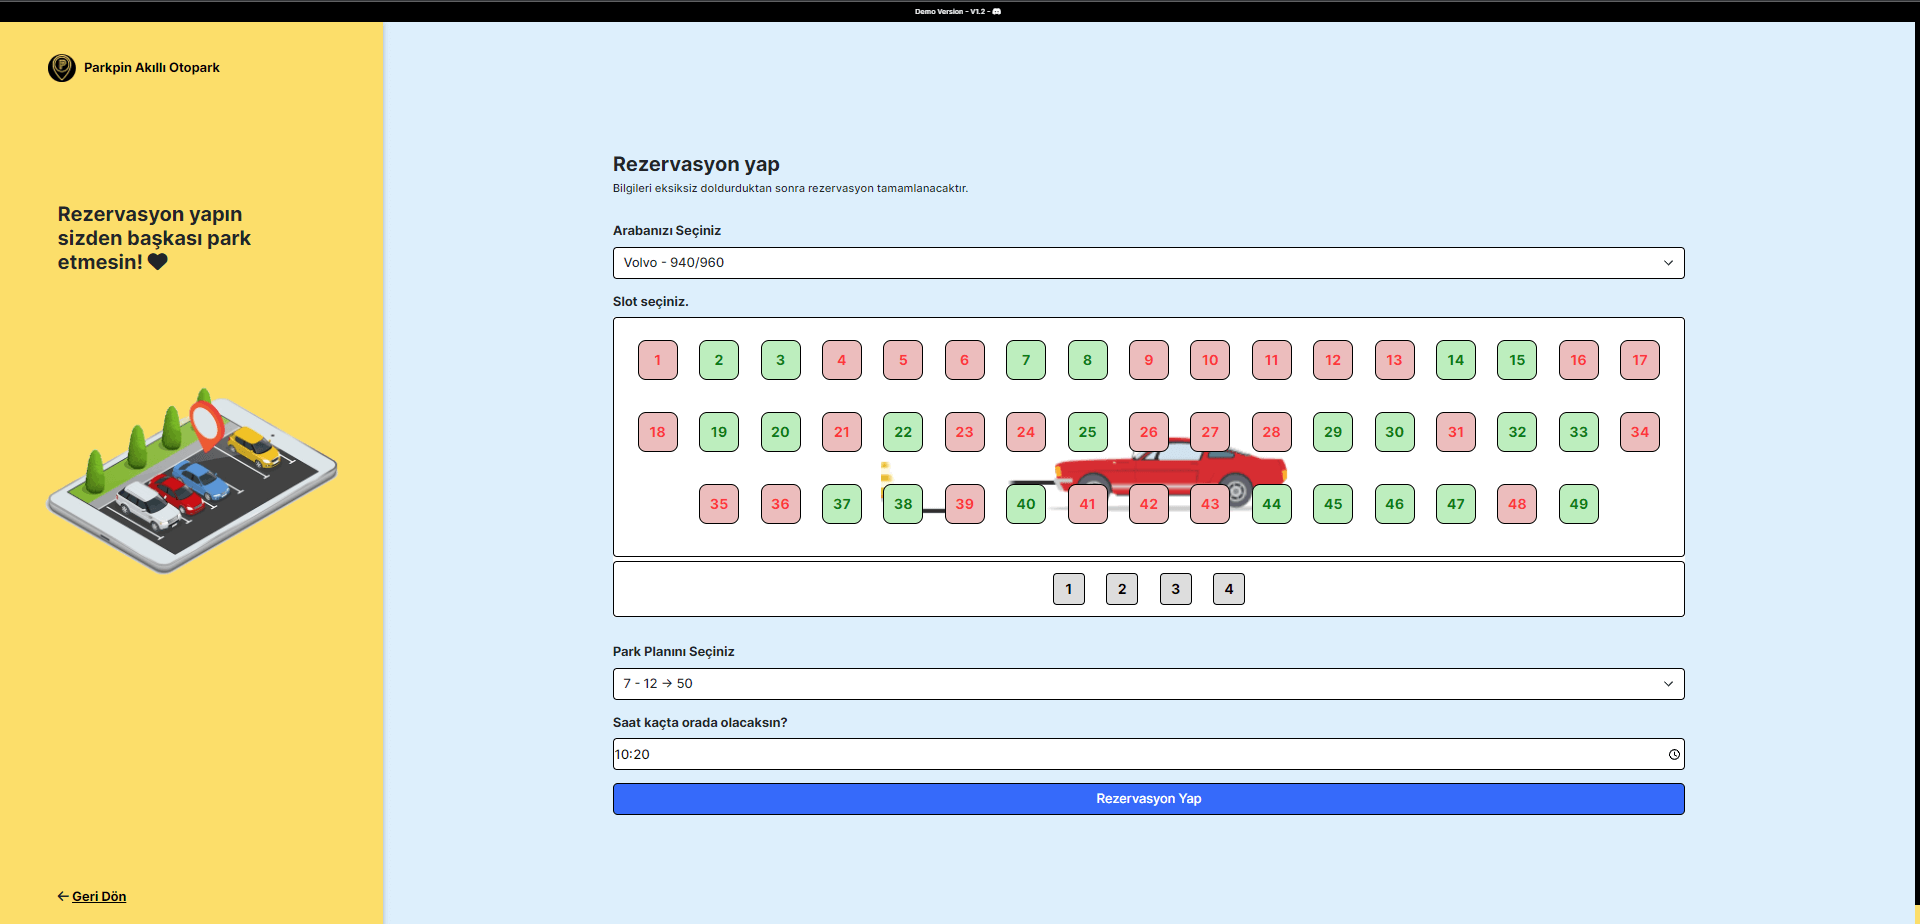 Demo Version - V1.2 -
Parkpin Akıllı Otopark
Rezervasyon yapın
sizden başkası park
etmesin!
← Geri Dön
Rezervasyon yap
Bilgileri eksiksiz doldurduktan sonra rezervasyon tamamlanacaktır.
Arabanızı Seçiniz
Volvo - 940/960
Slot seçiniz.
1 2 3 4 5 6 7 8 9 10 11 12 13 14 15 16 17
18 19 20 21 22 23 24 25 26 27 28 29 30 31 32 33 34
35 36 37 38 39 40 41 42 43 44 45 46 47 48 49
1 2 3 4
Park Planını Seçiniz
7 - 12 → 50
Saat kaçta orada olacaksın?
10:20
Rezervasyon Yap